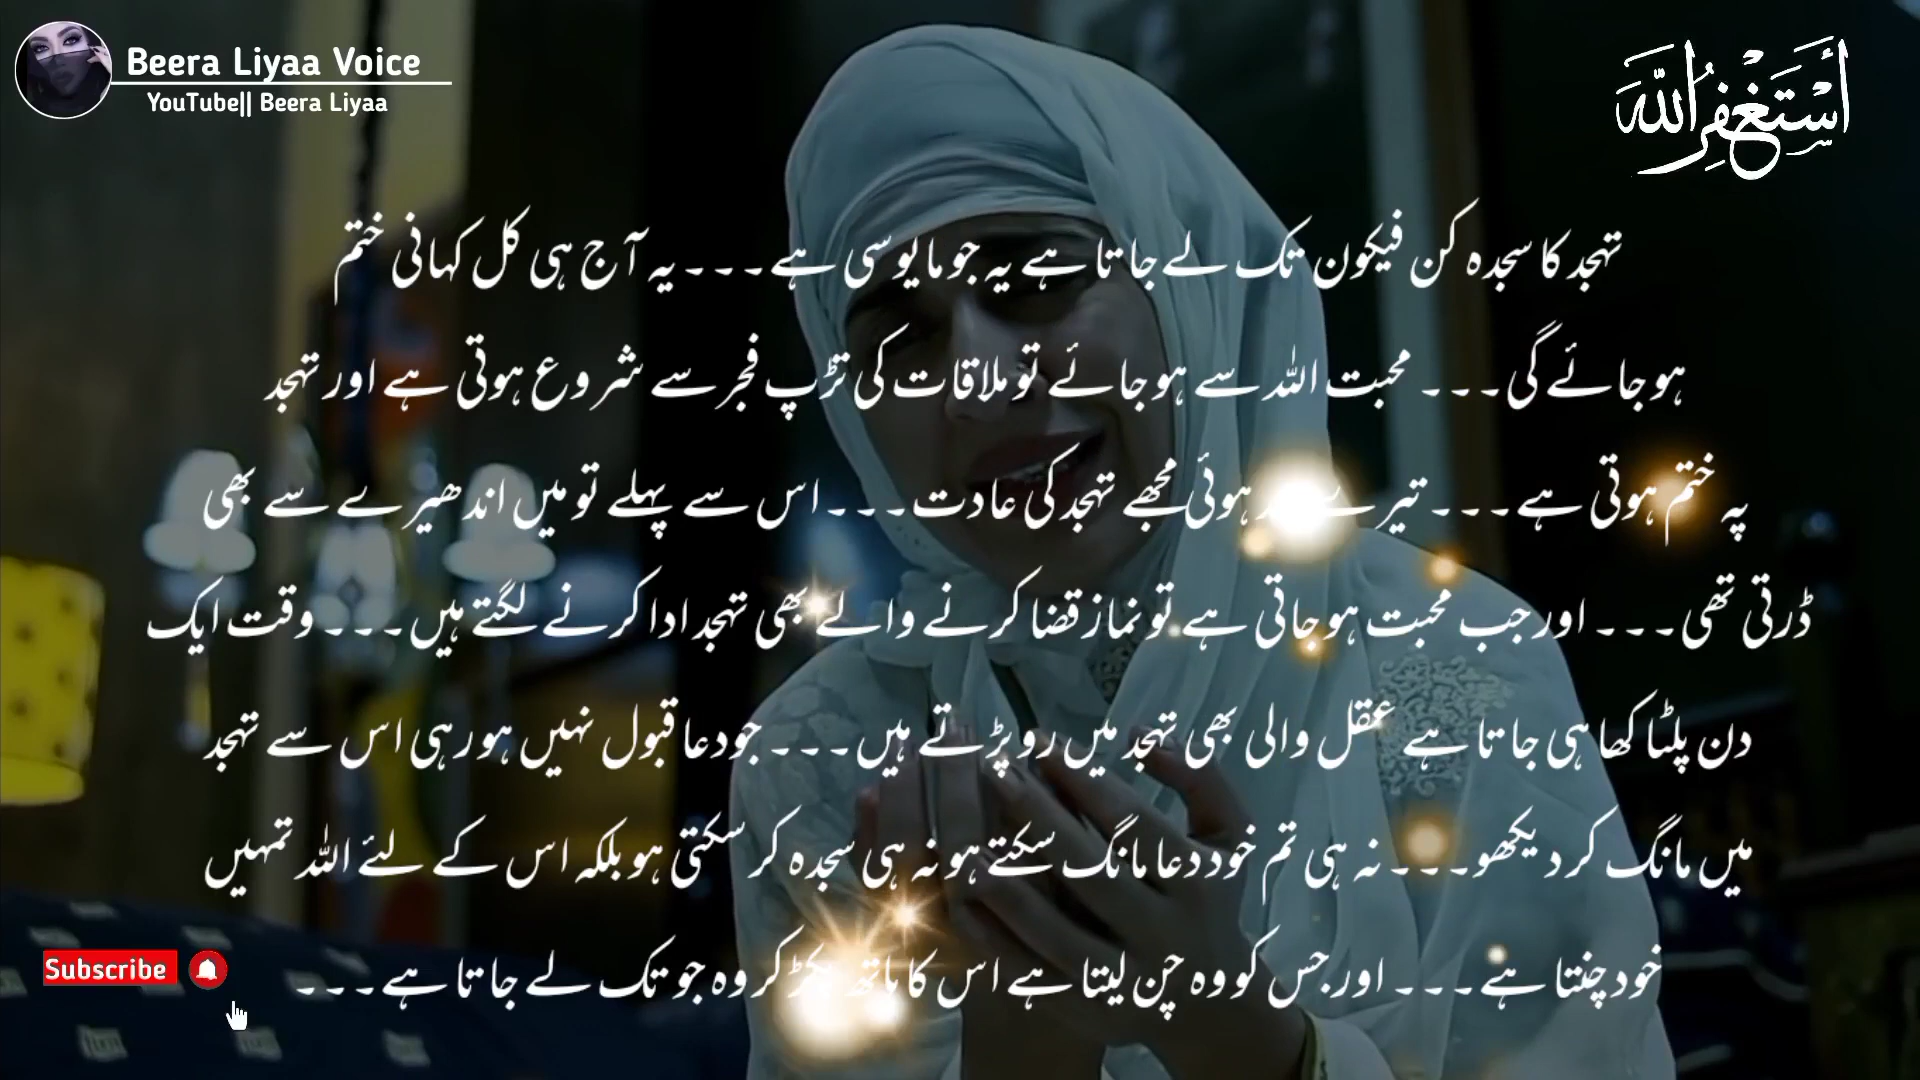 Beera Liyaa Voice
YouTube|| Beera Liyaa
أَسْتَغْفِرُ اللّٰه
تہجد کا سجدہ کن فیکون تک لے جاتا ہے یہ جو مایوسی ہے۔۔۔یہ آج ہی کل کہانی ختم
ہو جائے گی۔۔۔ محبت اللہ سے ہو جائے تو ملاقات کی تڑپ فجر سے شروع ہوتی ہے اور تہجد
پہ ختم ہوتی ہے۔۔۔ تیرے ہوئی مجھے تہجد کی عادت۔۔۔اس سے پہلے تو میں اندھیرے سے بھی
ڈرتی تھی۔۔۔ اور جب محبت ہو جاتی ہے تو نماز قضا کرنے والے بھی تہجد ادا کرنے لگتے ہیں۔۔۔وقت ایک
دن پلٹا کھا ہی جاتا ہے عقل والی بھی تہجد میں رو پڑتے ہیں۔۔۔ جو دعا قبول نہیں ہو رہی اس سے تہجد
میں مانگ کر دیکھو۔۔۔ نہ ہی تم خود دعا مانگ سکتے ہو نہ ہی سجدہ کر سکتی ہو بلکہ اس کے لئے اللہ تمہیں
خود چنتا ہے۔۔۔ اور جس کو وہ چن لیتا ہے اس کا ہاتھ پکڑ کر وہ جو تک لے جاتا ہے۔۔۔
Subscribe